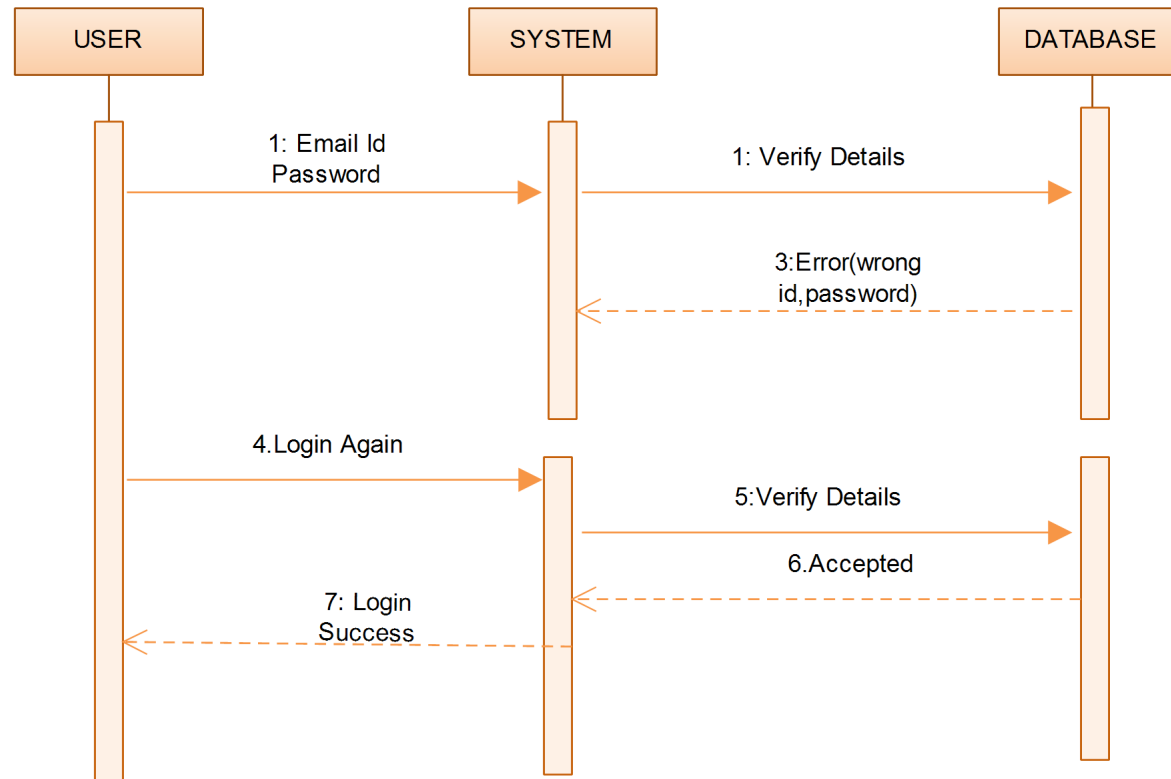 USER
SYSTEM
DATABASE
1: Email Id
Password
1: Verify Details
3:Error(wrong
id,password)
4.Login Again
5:Verify Details
6.Accepted
7: Login
Success